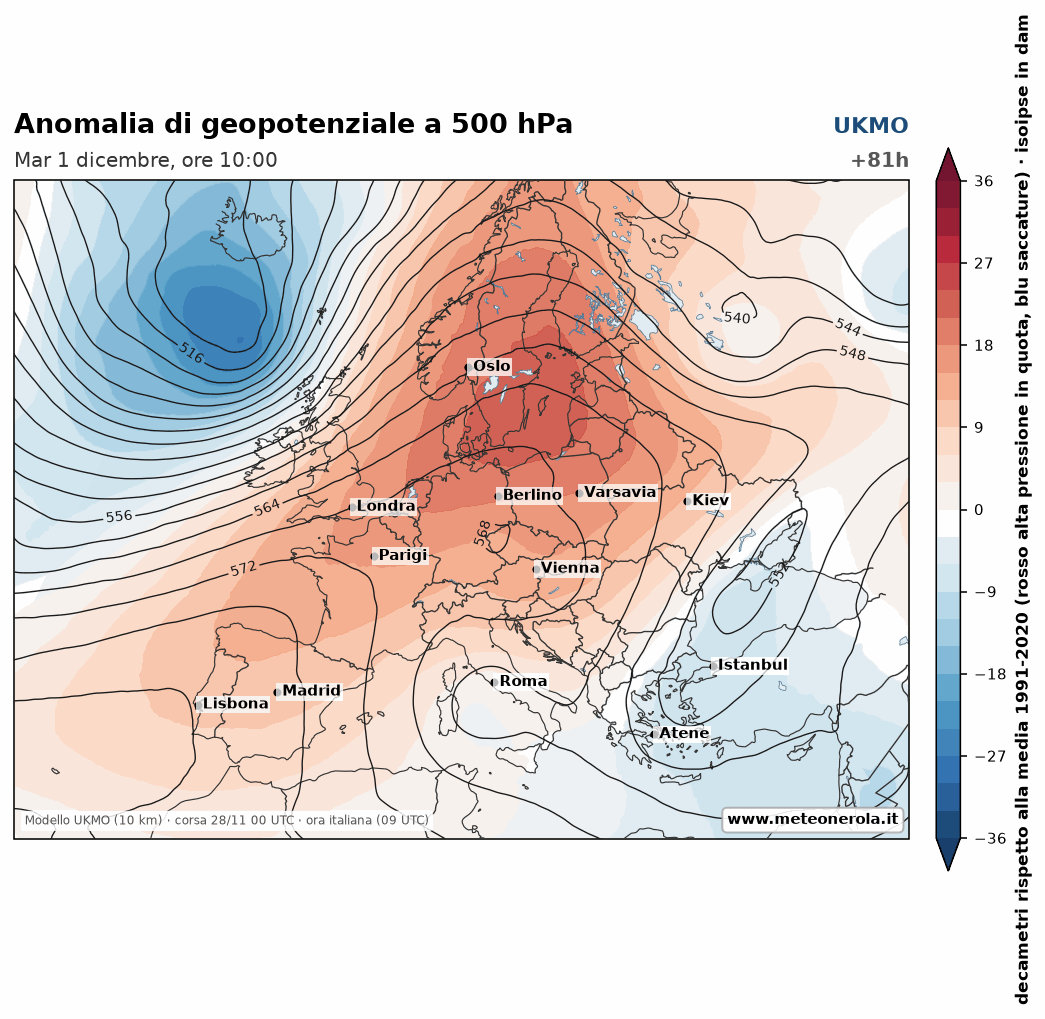 Anomalia di geopotenziale a 500 hPa
UKMO
Mar 1 dicembre, ore 10:00
+81h
516
540
544
548
556
564
568
572
Oslo
Londra
Berlino
Varsavia
Kiev
Parigi
Vienna
Istanbul
Roma
Madrid
Lisbona
Atene
Modello UKMO (10 km) · corsa 28/11 00 UTC · ora italiana (09 UTC)
www.meteonerola.it
36
27
18
9
0
−9
−18
−27
−36
decametri rispetto alla media 1991-2020 (rosso alta pressione in quota, blu saccature) · isoipse in dam